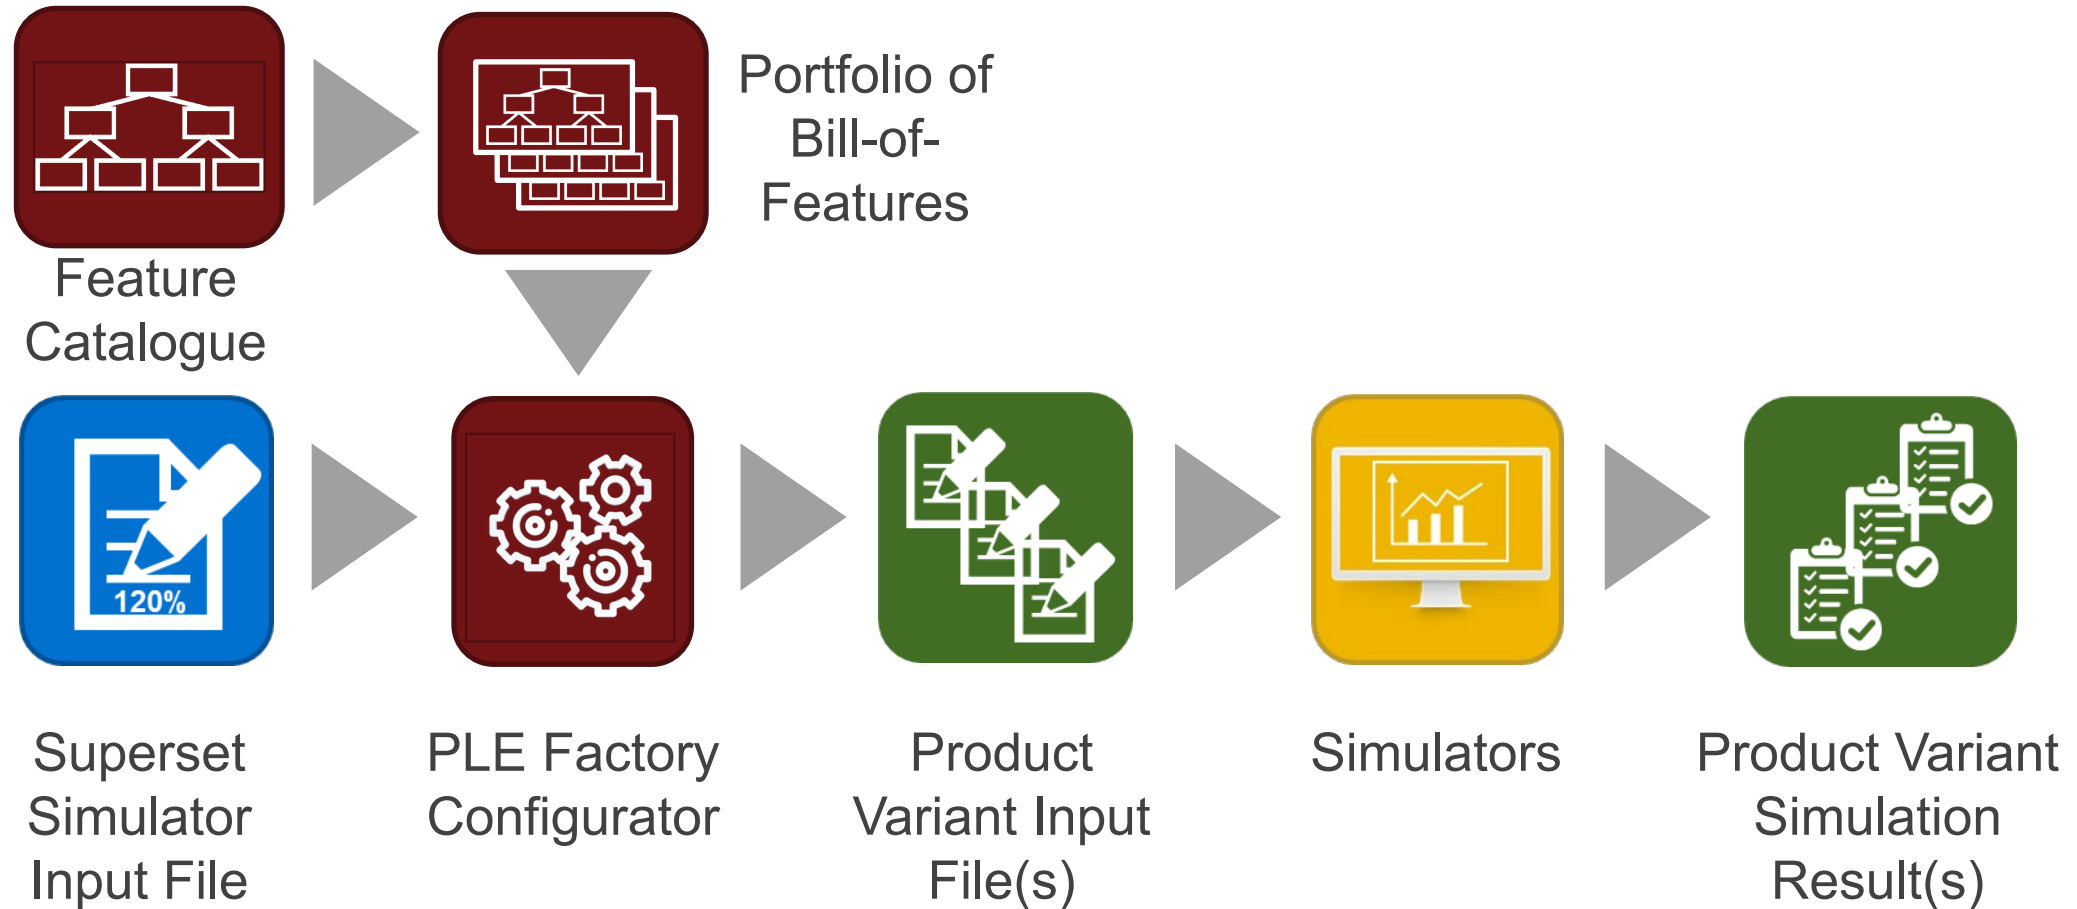 Portfolio of
Bill-of-
Features
Feature
Catalogue
120%
Superset
Simulator
Input File
PLE Factory
Configurator
Product
Variant Input
File(s)
Simulators
Product Variant
Simulation
Result(s)